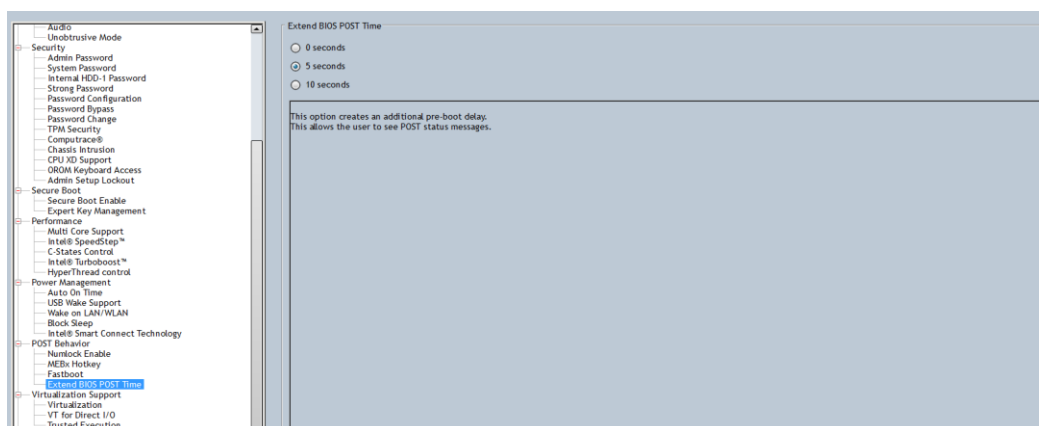 Audio
Unobtrusive Mode
Security
Admin Password
System Password
Internal HDD-1 Password
Strong Password
Password Configuration
Password Bypass
Password Change
TPM Security
Computrace®
Chassis Intrusion
CPU XD Support
OROM Keyboard Access
Admin Setup Lockout
Secure Boot
Secure Boot Enable
Expert Key Management
Performance
Multi Core Support
Intel® SpeedStep™
C-States Control
Intel® Turboboost™
HyperThread control
Power Management
Auto On Time
USB Wake Support
Wake on LAN/WLAN
Block Sleep
Intel® Smart Connect Technology
POST Behavior
Numlock Enable
MEBx Hotkey
Fastboot
Extend BIOS POST Time
Virtualization Support
Virtualization
VT for Direct I/O
Trusted Execution
Extend BIOS POST Time
0 seconds
5 seconds
10 seconds
This option creates an additional pre-boot delay.
This allows the user to see POST status messages.